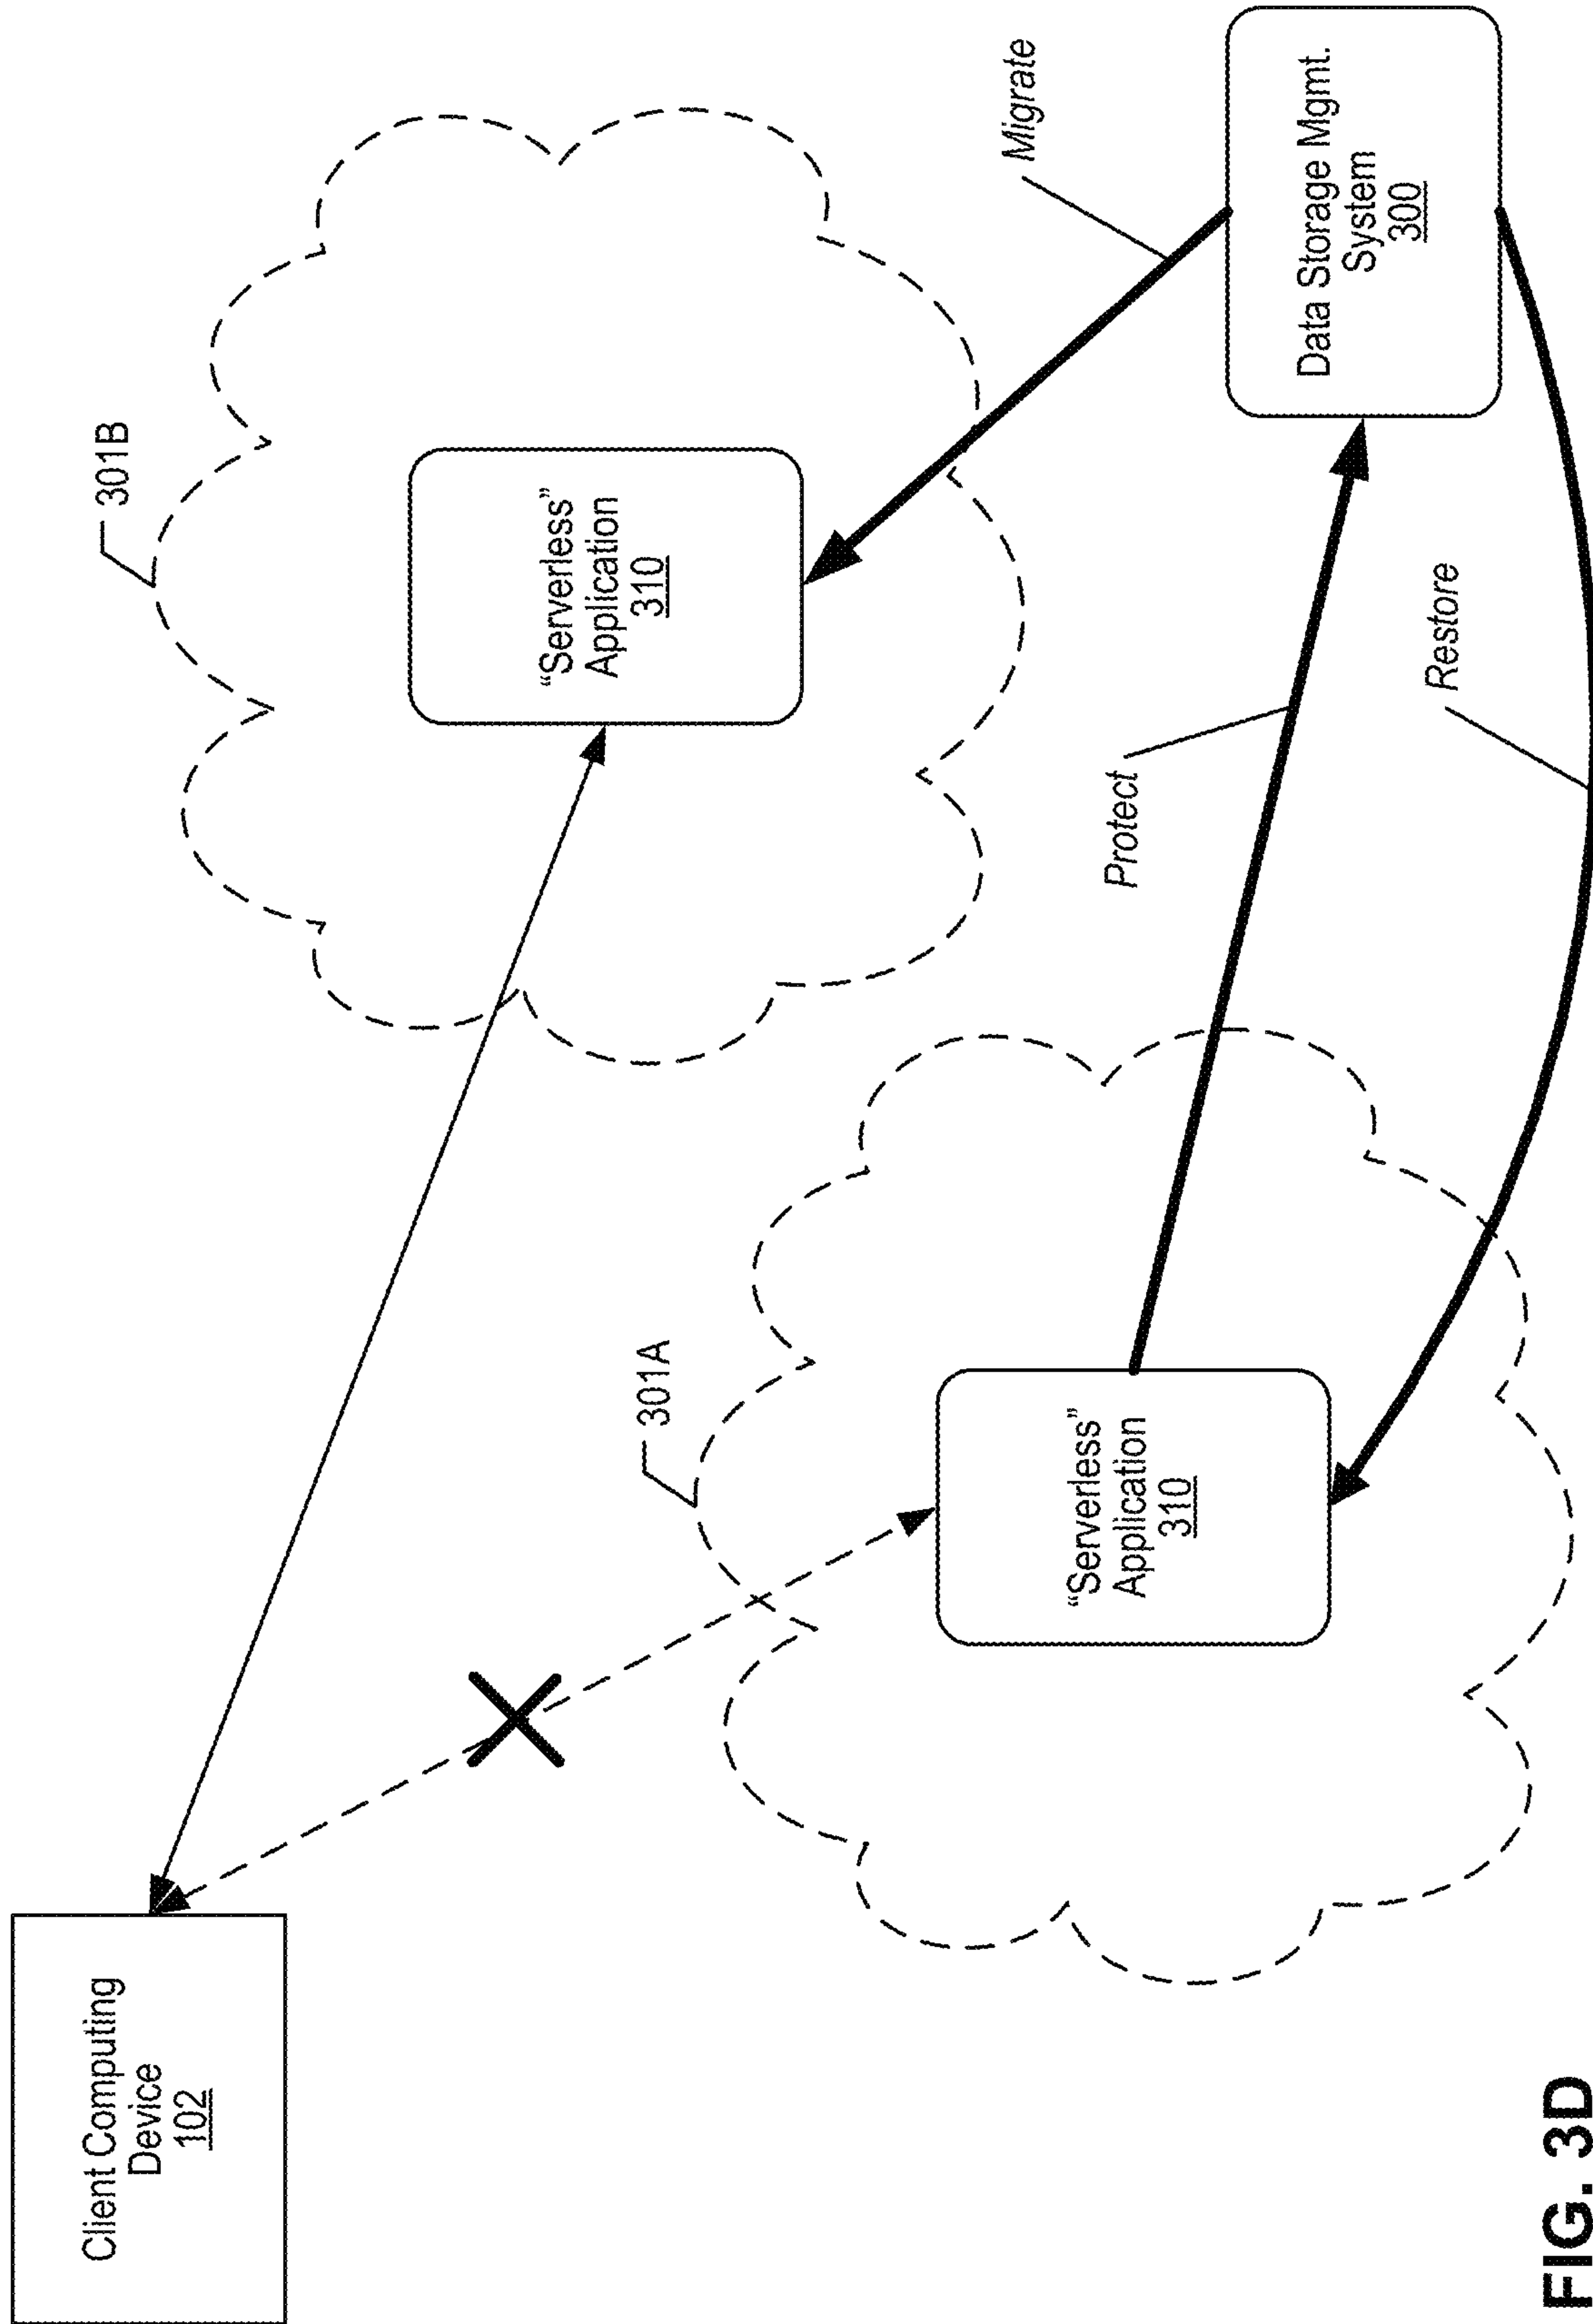 Client Computing
Device
102
301B
“Serverless”
Application
310
Migrate
301A
“Serverless”
Application
310
Protect
Data Storage Mgmt.
System
300
Restore
FIG. 3D